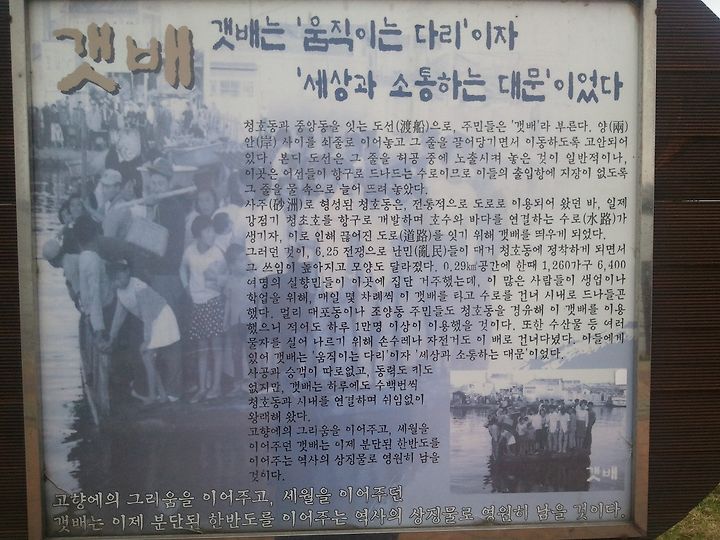 갯배
갯배는 '움직이는 다리'이자
'세상과 소통하는 대문'이었다
청호동과 중앙동을 잇는 도선(渡船)으로, 주민들은 '갯배'라 부른다. 양(兩)
안(岸) 사이를 쇠줄로 이어놓고 그 줄을 끌어당기면서 이동하도록 고안되어
있다. 본디 도선은 그 줄을 허공 중에 노출시켜 놓은 것이 일반적이나,
이곳은 어선들이 항구로 드나드는 수로이므로 이들의 출입항에 지장이 없도록
그 줄을 물 속으로 늘어 뜨려 놓았다.
사주(砂洲)로 형성된 청호동은, 전통적으로 도로로 이용되어 왔던 바, 일제
강점기 청초호를 항구로 개발하며 호수와 바다를 연결하는 수로(水路)가
생기자, 이로 인해 끊어진 도로(道路)를 잇기 위해 갯배를 띄우게 되었다.
그러던 것이, 6.25 전쟁으로 난민(亂民)들이 대거 청호동에 정착하게 되면서
그 쓰임이 높아지고 모양도 달라졌다. 0.29㎢공간에 한때 1,260가구 6,400
여명의 실향민들이 이곳에 집단 거주했는데, 이 많은 사람들이 생업이나
학업을 위해, 매일 몇 차례씩 이 갯배를 타고 수로를 건너 시내로 드나들곤
했다. 멀리 대포동이나 조양동 주민들도 청호동을 경유해 이 갯배를 이용
했으니 적어도 하루 1만명 이상이 이용했을 것이다. 또한 수산물 등 여러
물자를 실어 나르기 위해 손수레나 자전거도 이 배로 건너다녔다. 이들에게
있어 갯배는 '움직이는 다리'이자 '세상과 소통하는 대문'이었다.
사공과 승객이 따로없고, 동력도 키도
없지만, 갯배는 하루에도 수백번씩
청호동과 시내를 연결하며 쉬임없이
왕래해 왔다.
고향에의 그리움을 이어주고, 세월을
이어주던 갯배는 이제 분단된 한반도를
이어주는 역사의 상징물로 영원히 남을
것이다.
갯배
고향에의 그리움을 이어주고, 세월을 이어주던
갯배는 이제 분단된 한반도를 이어주는 역사의 상징물로 영원히 남을 것이다.